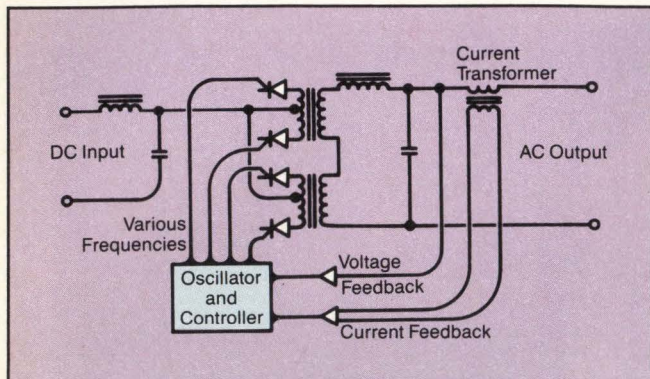 Current
Transformer
DC Input
AC Output
Various
Frequencies
Oscillator
and
Controller
Voltage
Feedback
Current Feedback